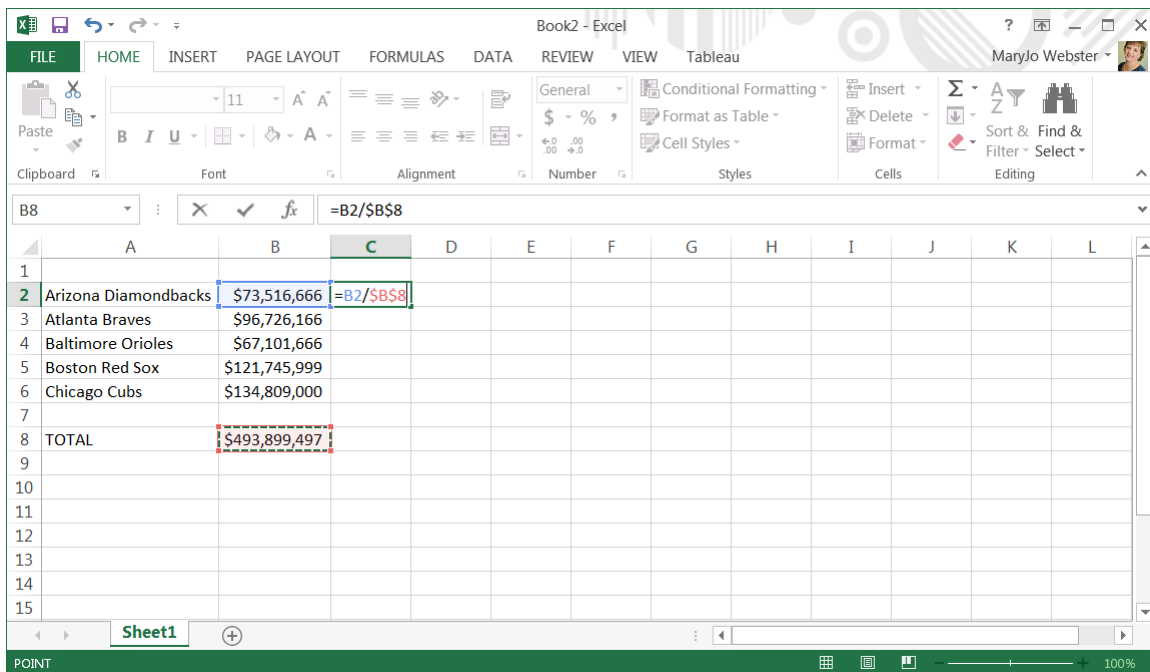 Book2 - Excel
?
FILE HOME INSERT PAGE LAYOUT FORMULAS DATA REVIEW VIEW Tableau MaryJo Webster
Paste
11 A A
B I U A
General
$ % ,
.0 .00
.00 .0
Conditional Formatting
Format as Table
Cell Styles
Insert
Delete
Format
Σ
A
Z
Sort & Find &
Filter Select
Clipboard Font Alignment Number Styles Cells Editing
B8 fx =B2/$B$8
A B C D E F G H I J K L
1
2 Arizona Diamondbacks $73,516,666 =B2/$B$8
3 Atlanta Braves $96,726,166
4 Baltimore Orioles $67,101,666
5 Boston Red Sox $121,745,999
6 Chicago Cubs $134,809,000
7
8 TOTAL $493,899,497
9
10
11
12
13
14
15
Sheet1
POINT 100%